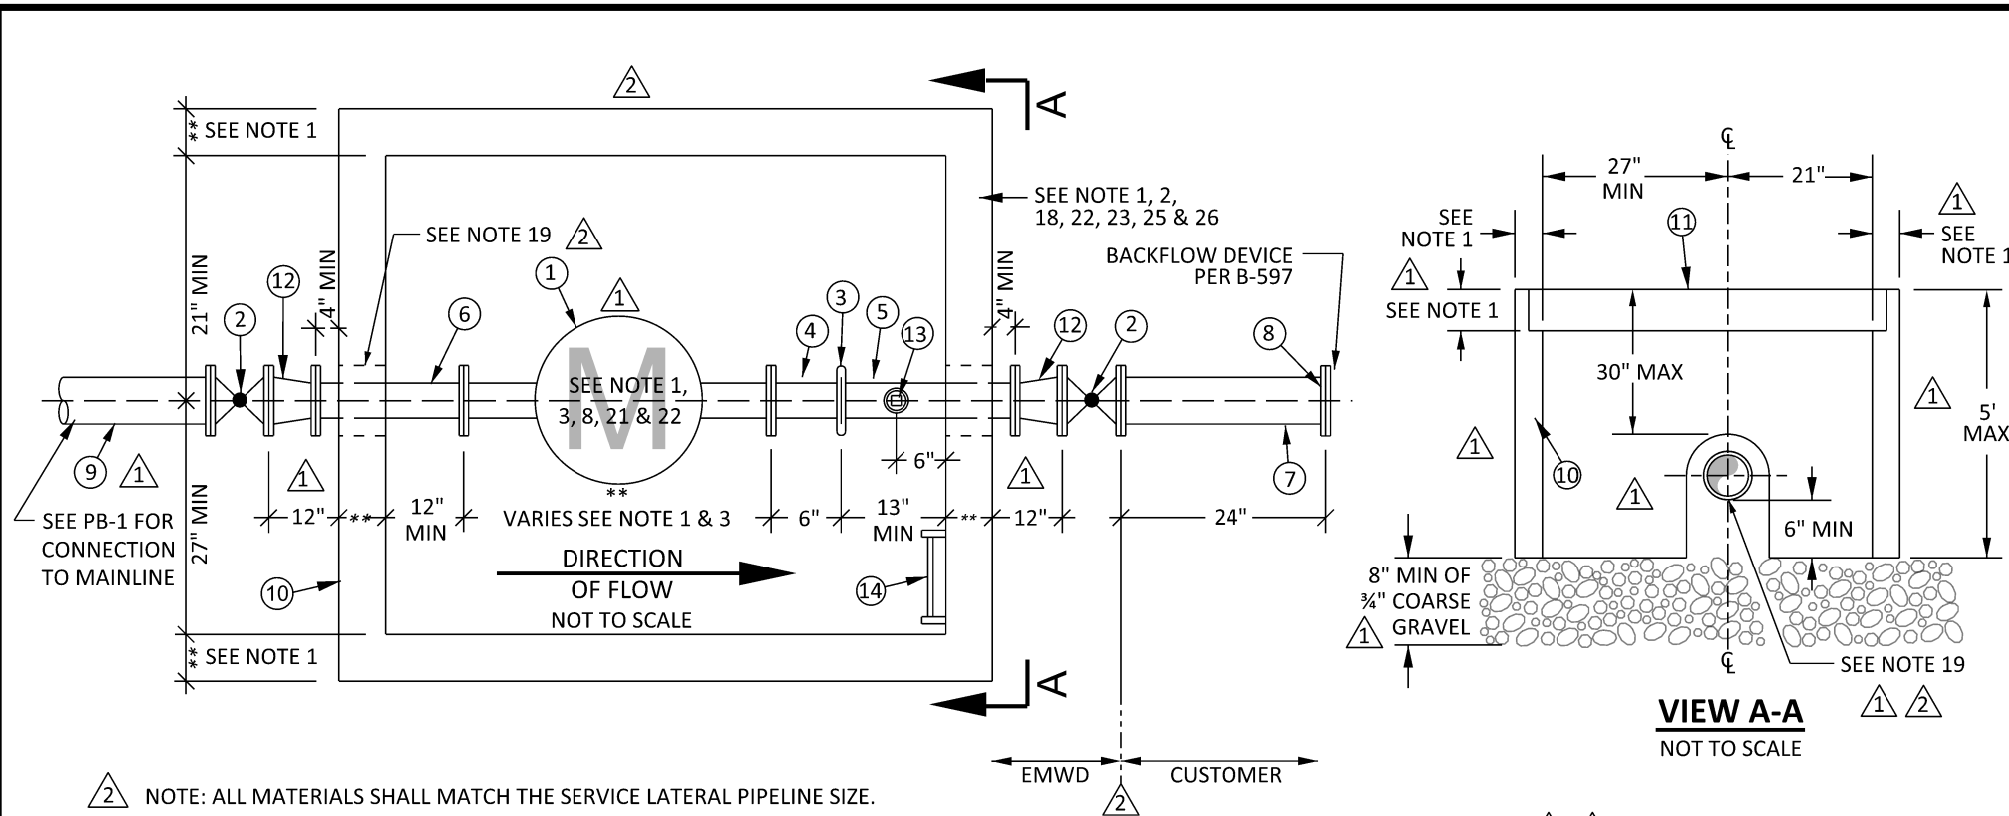 2
A
** SEE NOTE 1
SEE NOTE 1, 2,
18, 22, 23, 25 & 26
SEE NOTE 19
2
BACKFLOW DEVICE
PER B-597
21" MIN
12
4" MIN
2
6
1
1
3
4
5
13
4" MIN
12
2
8
M
SEE NOTE 1,
3, 8, 21 & 22
**
9
1
1
6"
1
7
SEE PB-1 FOR
CONNECTION
TO MAINLINE
27" MIN
12"
**
12"
MIN
VARIES SEE NOTE 1 & 3
6"
13"
MIN
**
12"
24"
DIRECTION
OF FLOW
NOT TO SCALE
10
14
** SEE NOTE 1
A
EMWD
CUSTOMER
2
2 NOTE: ALL MATERIALS SHALL MATCH THE SERVICE LATERAL PIPELINE SIZE.
℄
27"
MIN
21"
SEE
NOTE 1
11
1
SEE
NOTE 1
1
SEE NOTE 1
30" MAX
1
5'
MAX
1
10
1
6" MIN
8" MIN OF
¾" COARSE
GRAVEL
1
℄
SEE NOTE 19
1 2
VIEW A-A
NOT TO SCALE